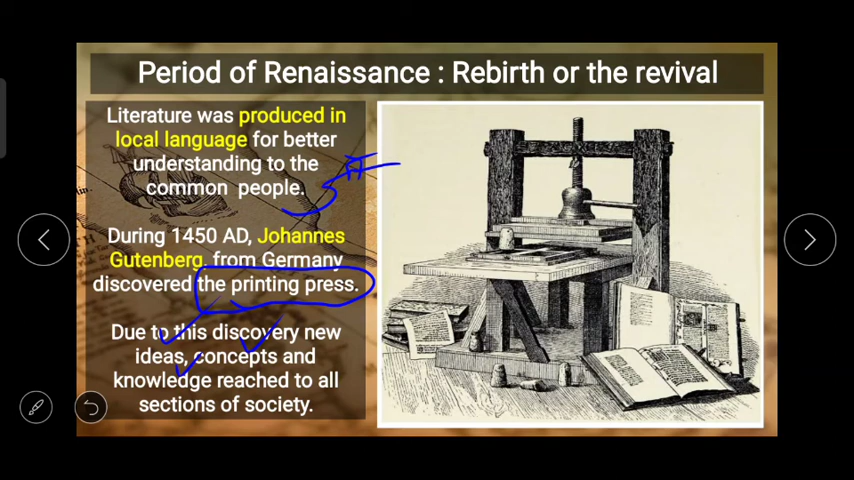 Period of Renaissance : Rebirth or the revival
Literature was produced in
local language for better
understanding to the
common people.
During 1450 AD, Johannes
Gutenberg, from Germany
discovered the printing press.
Due to this discovery new
ideas, concepts and
knowledge reached to all
sections of society.